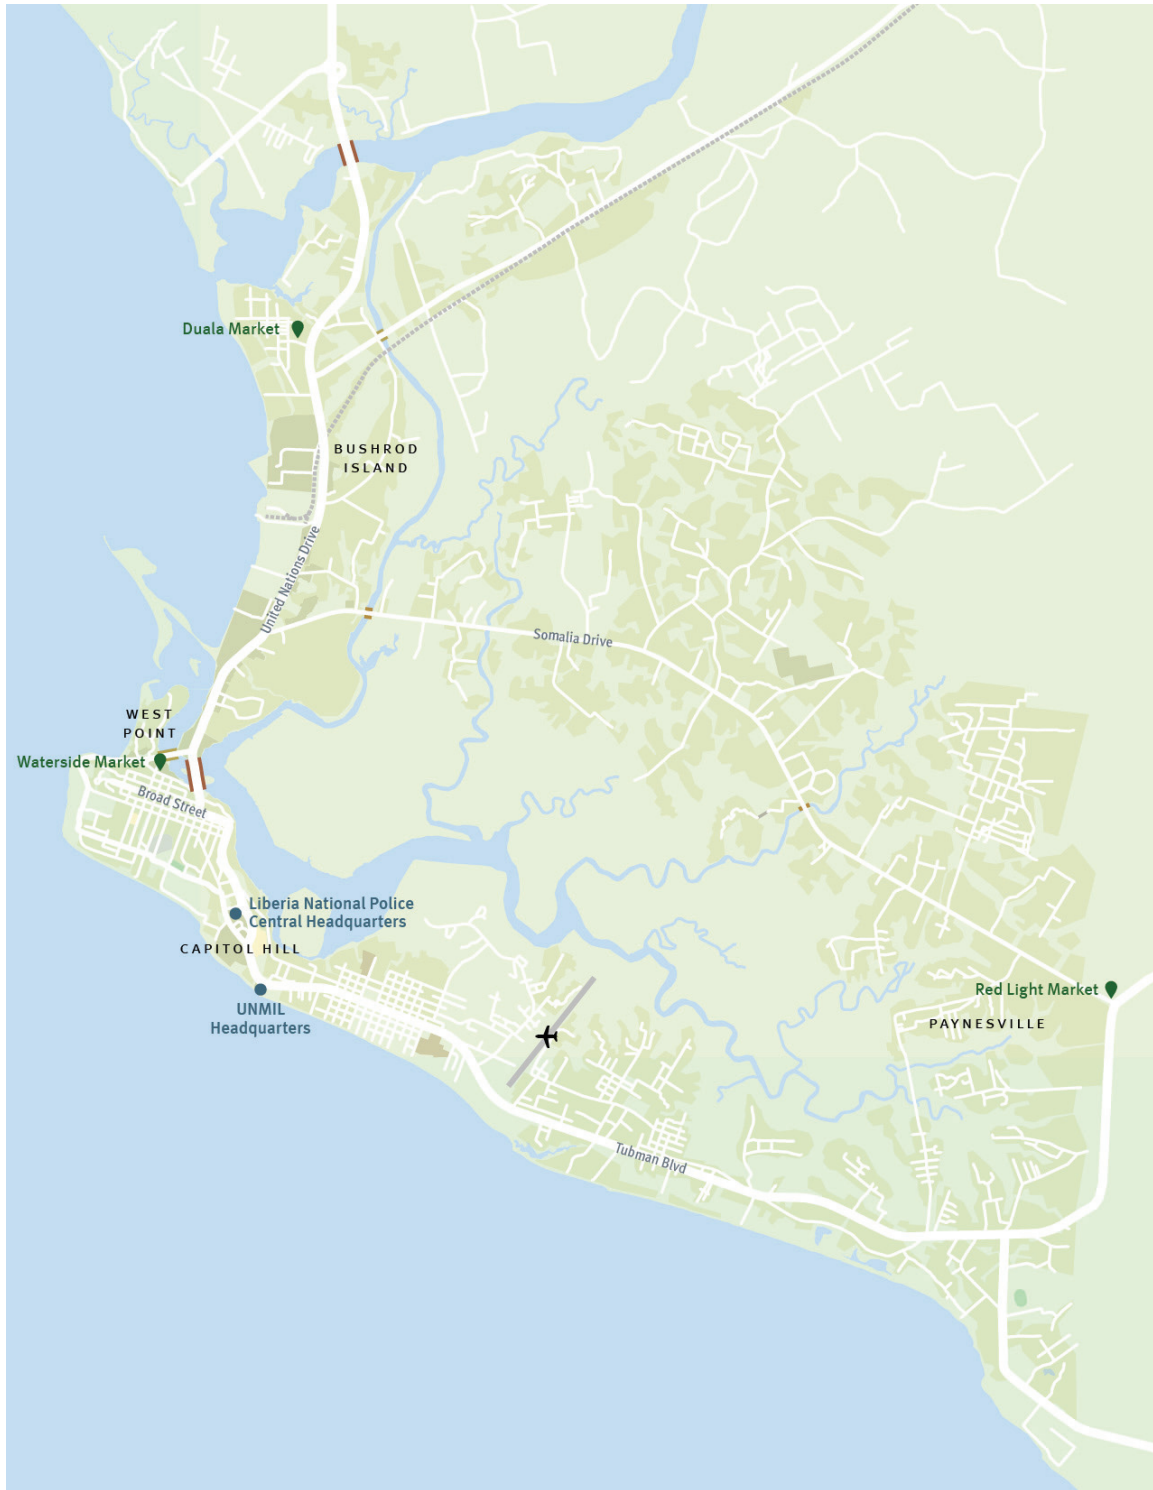 Duala Market
BUSHROD
ISLAND
United Nations Drive
Somalia Drive
WEST
POINT
Waterside Market
Broad Street
Liberia National Police
Central Headquarters
CAPITOL HILL
UNMIL
Headquarters
Red Light Market
PAYNESVILLE
Tubman Blvd